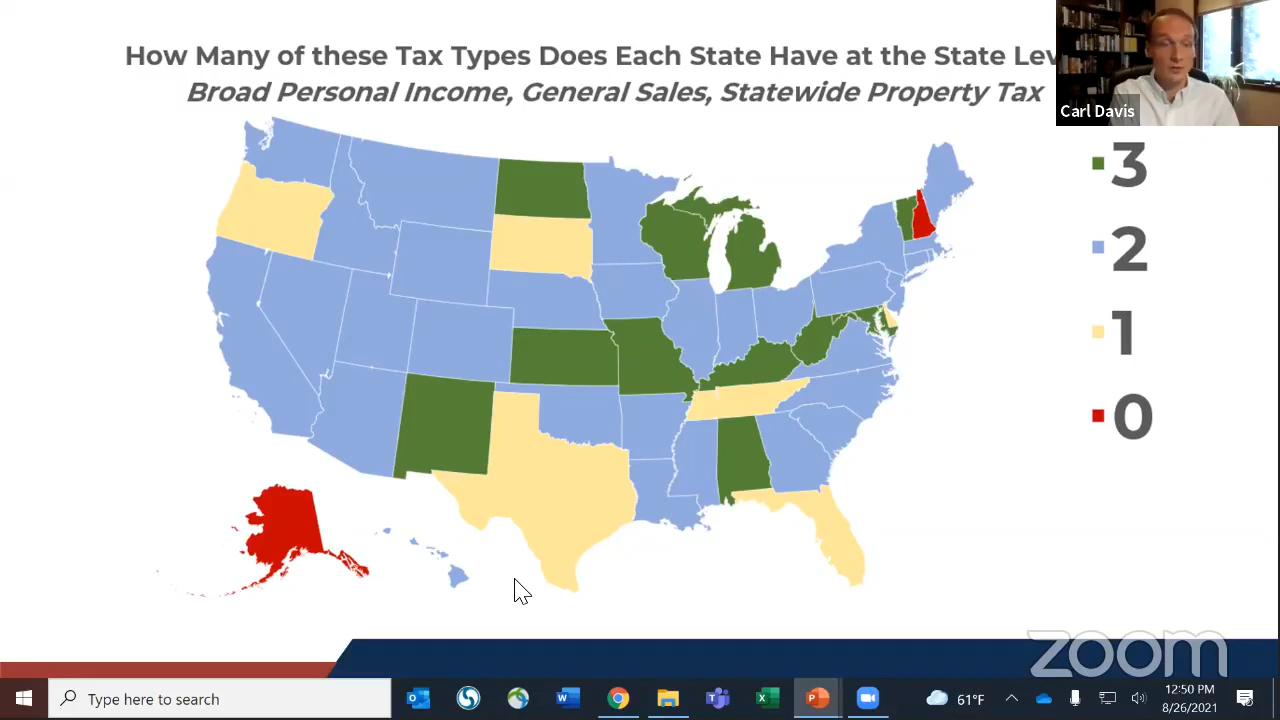 How Many of these Tax Types Does Each State Have at the State Lev
Broad Personal Income, General Sales, Statewide Property Tax
Carl Davis
3
2
1
0
zoom
Type here to search
61°F
12:50 PM
8/26/2021